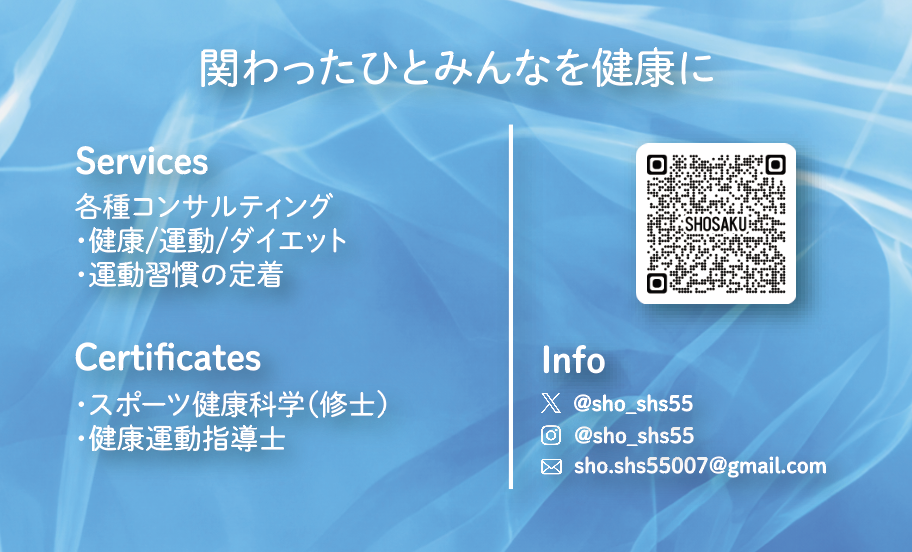 関わったひとみんなを健康に
Services
各種コンサルティング
・健康/運動/ダイエット
・運動習慣の定着
Certificates
・スポーツ健康科学（修士）
・健康運動指導士
SHOSAKU
Info
@sho_shs55
@sho_shs55
sho.shs55007@gmail.com